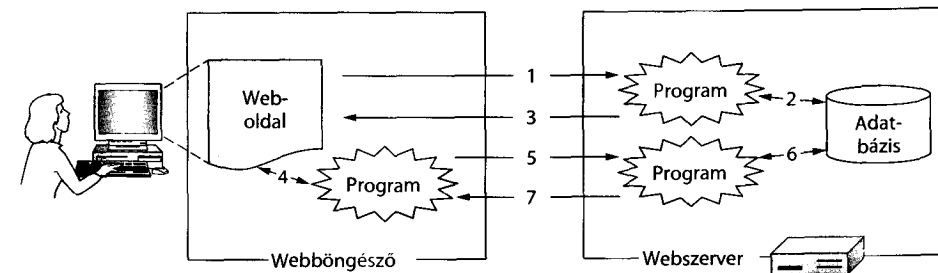 Web-
oldal
1
Program
2
3
Adat-
bázis
4
Program
5
Program
6
7
Webböngésző
Webszerver